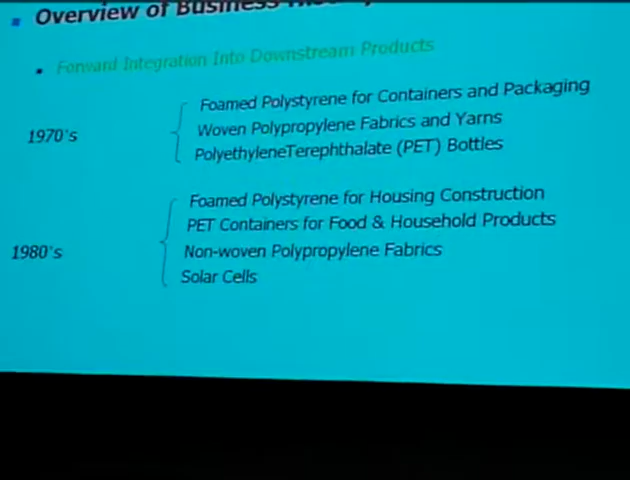 Overview of Business
Forward Integration Into Downstream Products
1970's
Foamed Polystyrene for Containers and Packaging
Woven Polypropylene Fabrics and Yarns
PolyethyleneTerephthalate (PET) Bottles
1980's
Foamed Polystyrene for Housing Construction
PET Containers for Food & Household Products
Non-woven Polypropylene Fabrics
Solar Cells